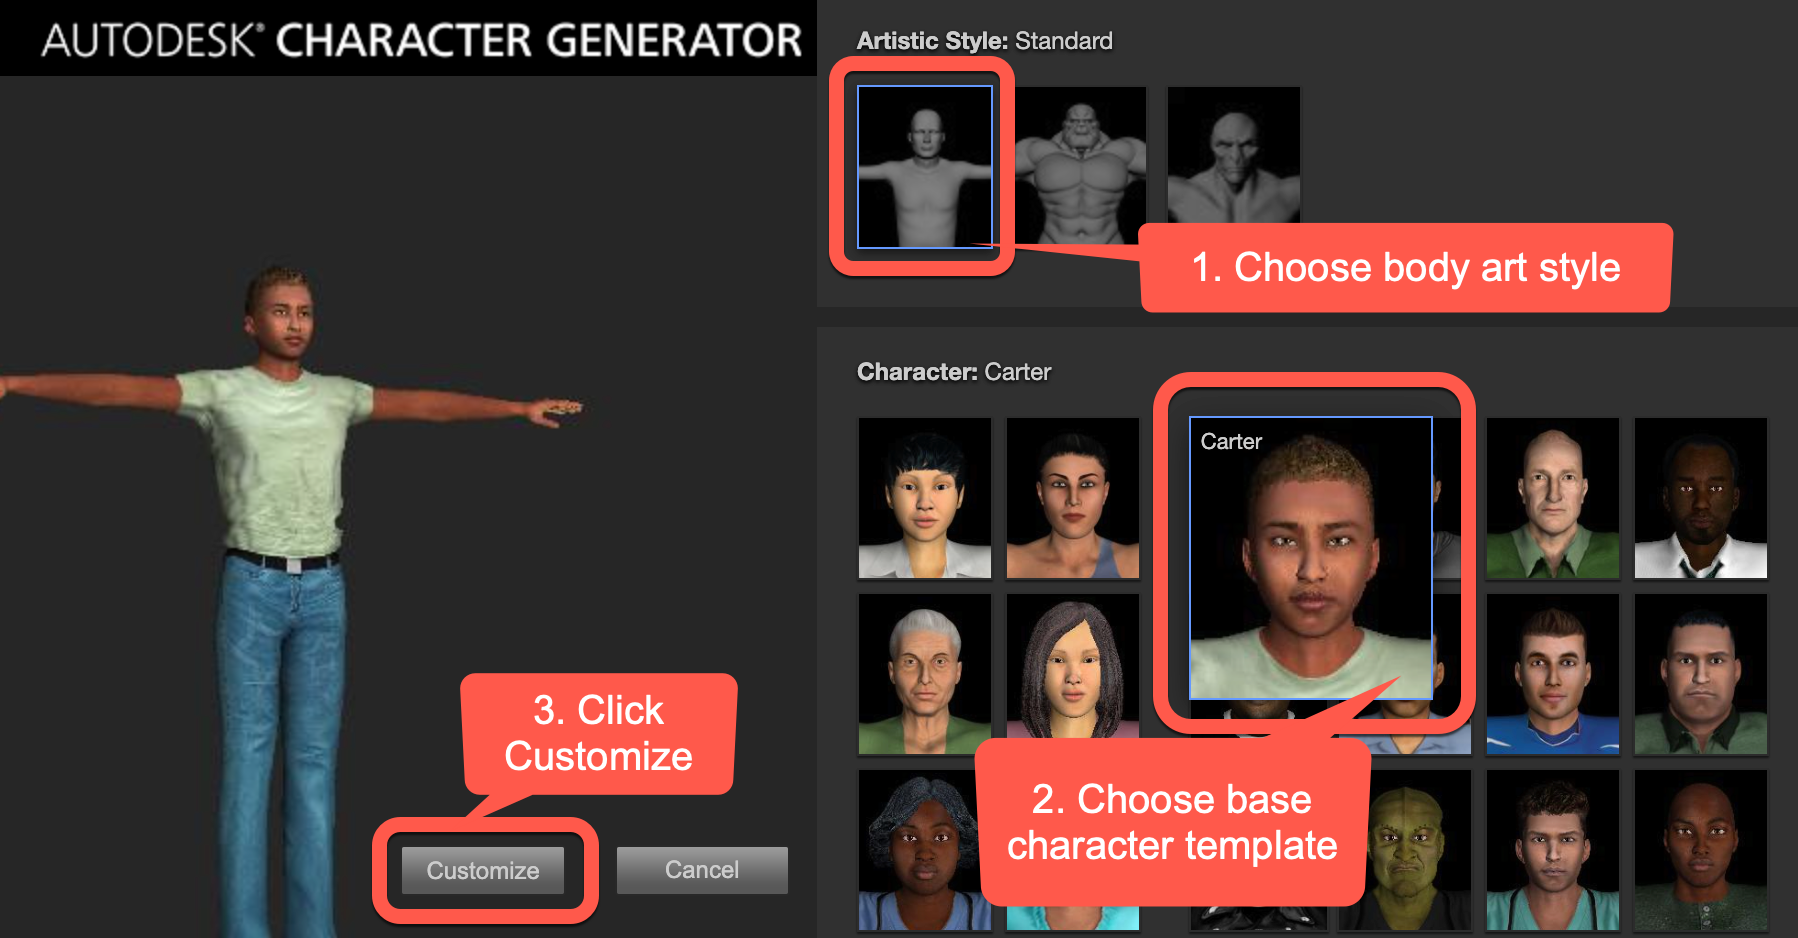 AUTODESK® CHARACTER GENERATOR
Artistic Style: Standard
1. Choose body art style
Character: Carter
Carter
3. Click
Customize
2. Choose base
character template
Customize
Cancel